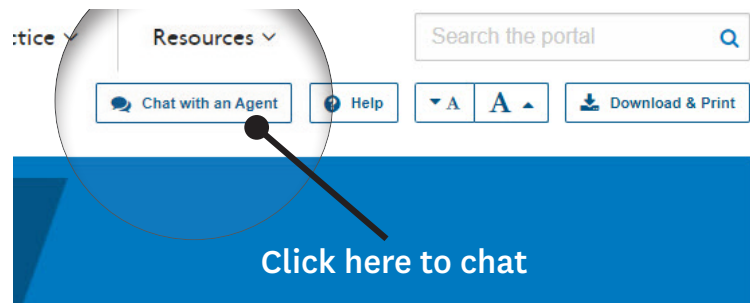 ctice Resources Search the portal
Chat with an Agent Help A A Download & Print
Click here to chat